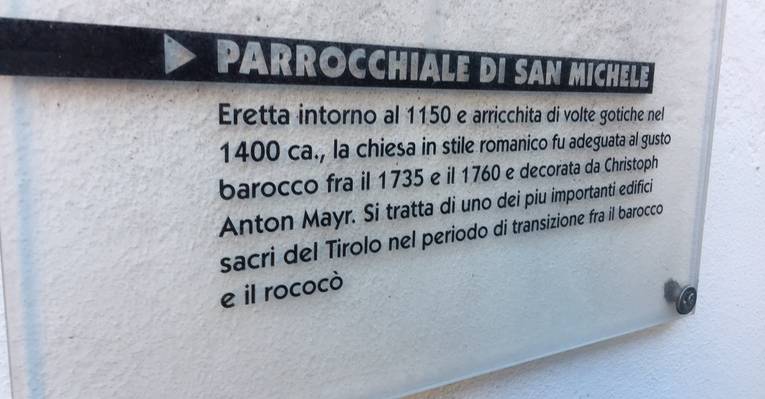 PARROCCHIALE DI SAN MICHELE
Eretta intorno al 1150 e arricchita di volte gotiche nel
1400 ca., la chiesa in stile romanico fu adeguata al gusto
barocco fra il 1735 e il 1760 e decorata da Christoph
Anton Mayr. Si tratta di uno dei piu importanti edifici
sacri del Tirolo nel periodo di transizione fra il barocco
e il rococò